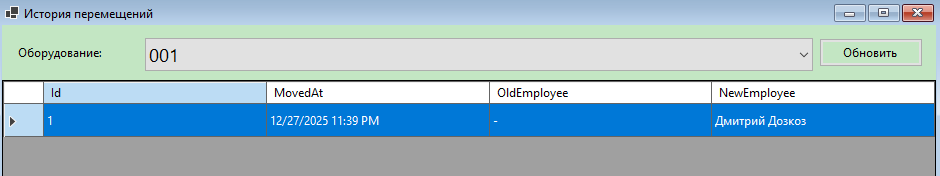 История перемещений
Оборудование: 001 Обновить
Id MovedAt OldEmployee NewEmployee
1 12/27/2025 11:39 PM - Дмитрий Дозкоз